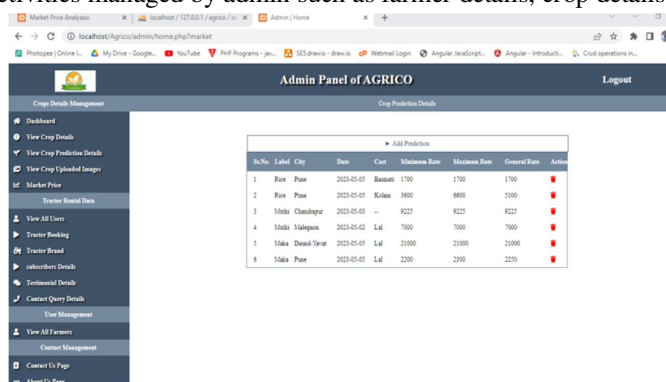 ctivities managed by admin such as farmer details, crop details
Market Price Analysis
localhost / 127.0.0.1 / agrico /
Admin | Home
localhost/Agrico/admin/home.php?market
Photopea | Online I... My Drive - Google... YouTube PHP Programs - jav... SES.drawio - draw.io Webmail Login Angular JavaScript... Angular - Introducti... Crud operations in...
Admin Panel of AGRICO Logout
Crops Details Management Crop Prediction Details
Dashboard
View Crop Details
View Crop Prediction Details
View Crop Uploaded Images
Market Price
Tractor Rental Data
View All Users
Tractor Booking
Tractor Brand
subscribers Details
Testimonial Details
Contact Query Details
User Management
View All Farmers
Contact Management
Contact Us Page
About Us Page
Add Prediction
Sr.No. Label City Date Cast Minimum Rate Maximum Rate General Rate Action
1 Rice Pune 2023-05-05 Basmati 1700 1700 1700
2 Rice Pune 2023-05-05 Kolam 3600 6600 5100
3 Matki Chandrapur 2023-05-03 -- 9225 9225 9225
4 Matki Malegaon 2023-05-02 Lal 7000 7000 7000
5 Maka Daund-Yavat 2023-05-05 Lal 21000 21000 21000
6 Maka Pune 2023-05-05 Lal 2200 2300 2250